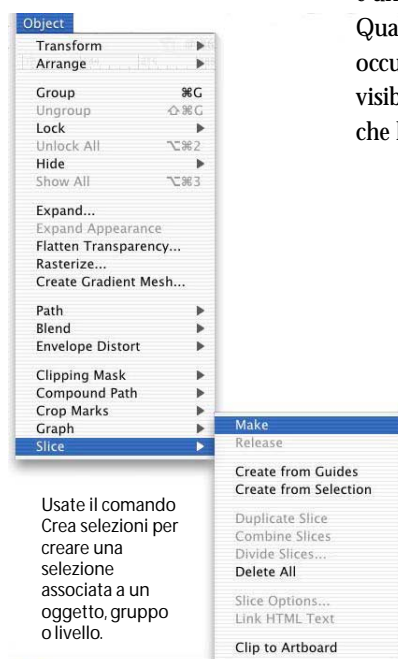 Object
Transform
Arrange
Group ⌘G
Ungroup ⇧⌘G
Lock
Unlock All ⌥⌘2
Hide
Show All ⌥⌘3
Expand...
Expand Appearance
Flatten Transparency...
Rasterize...
Create Gradient Mesh...
Path
Blend
Envelope Distort
Clipping Mask
Compound Path
Crop Marks
Graph
Slice
Make
Release
Create from Guides
Create from Selection
Duplicate Slice
Combine Slices
Divide Slices...
Delete All
Slice Options...
Link HTML Text
Clip to Artboard
Usate il comando
Crea selezioni per
creare una
selezione
associata a un
oggetto, gruppo
o livello.
Qua
occu
visib
che